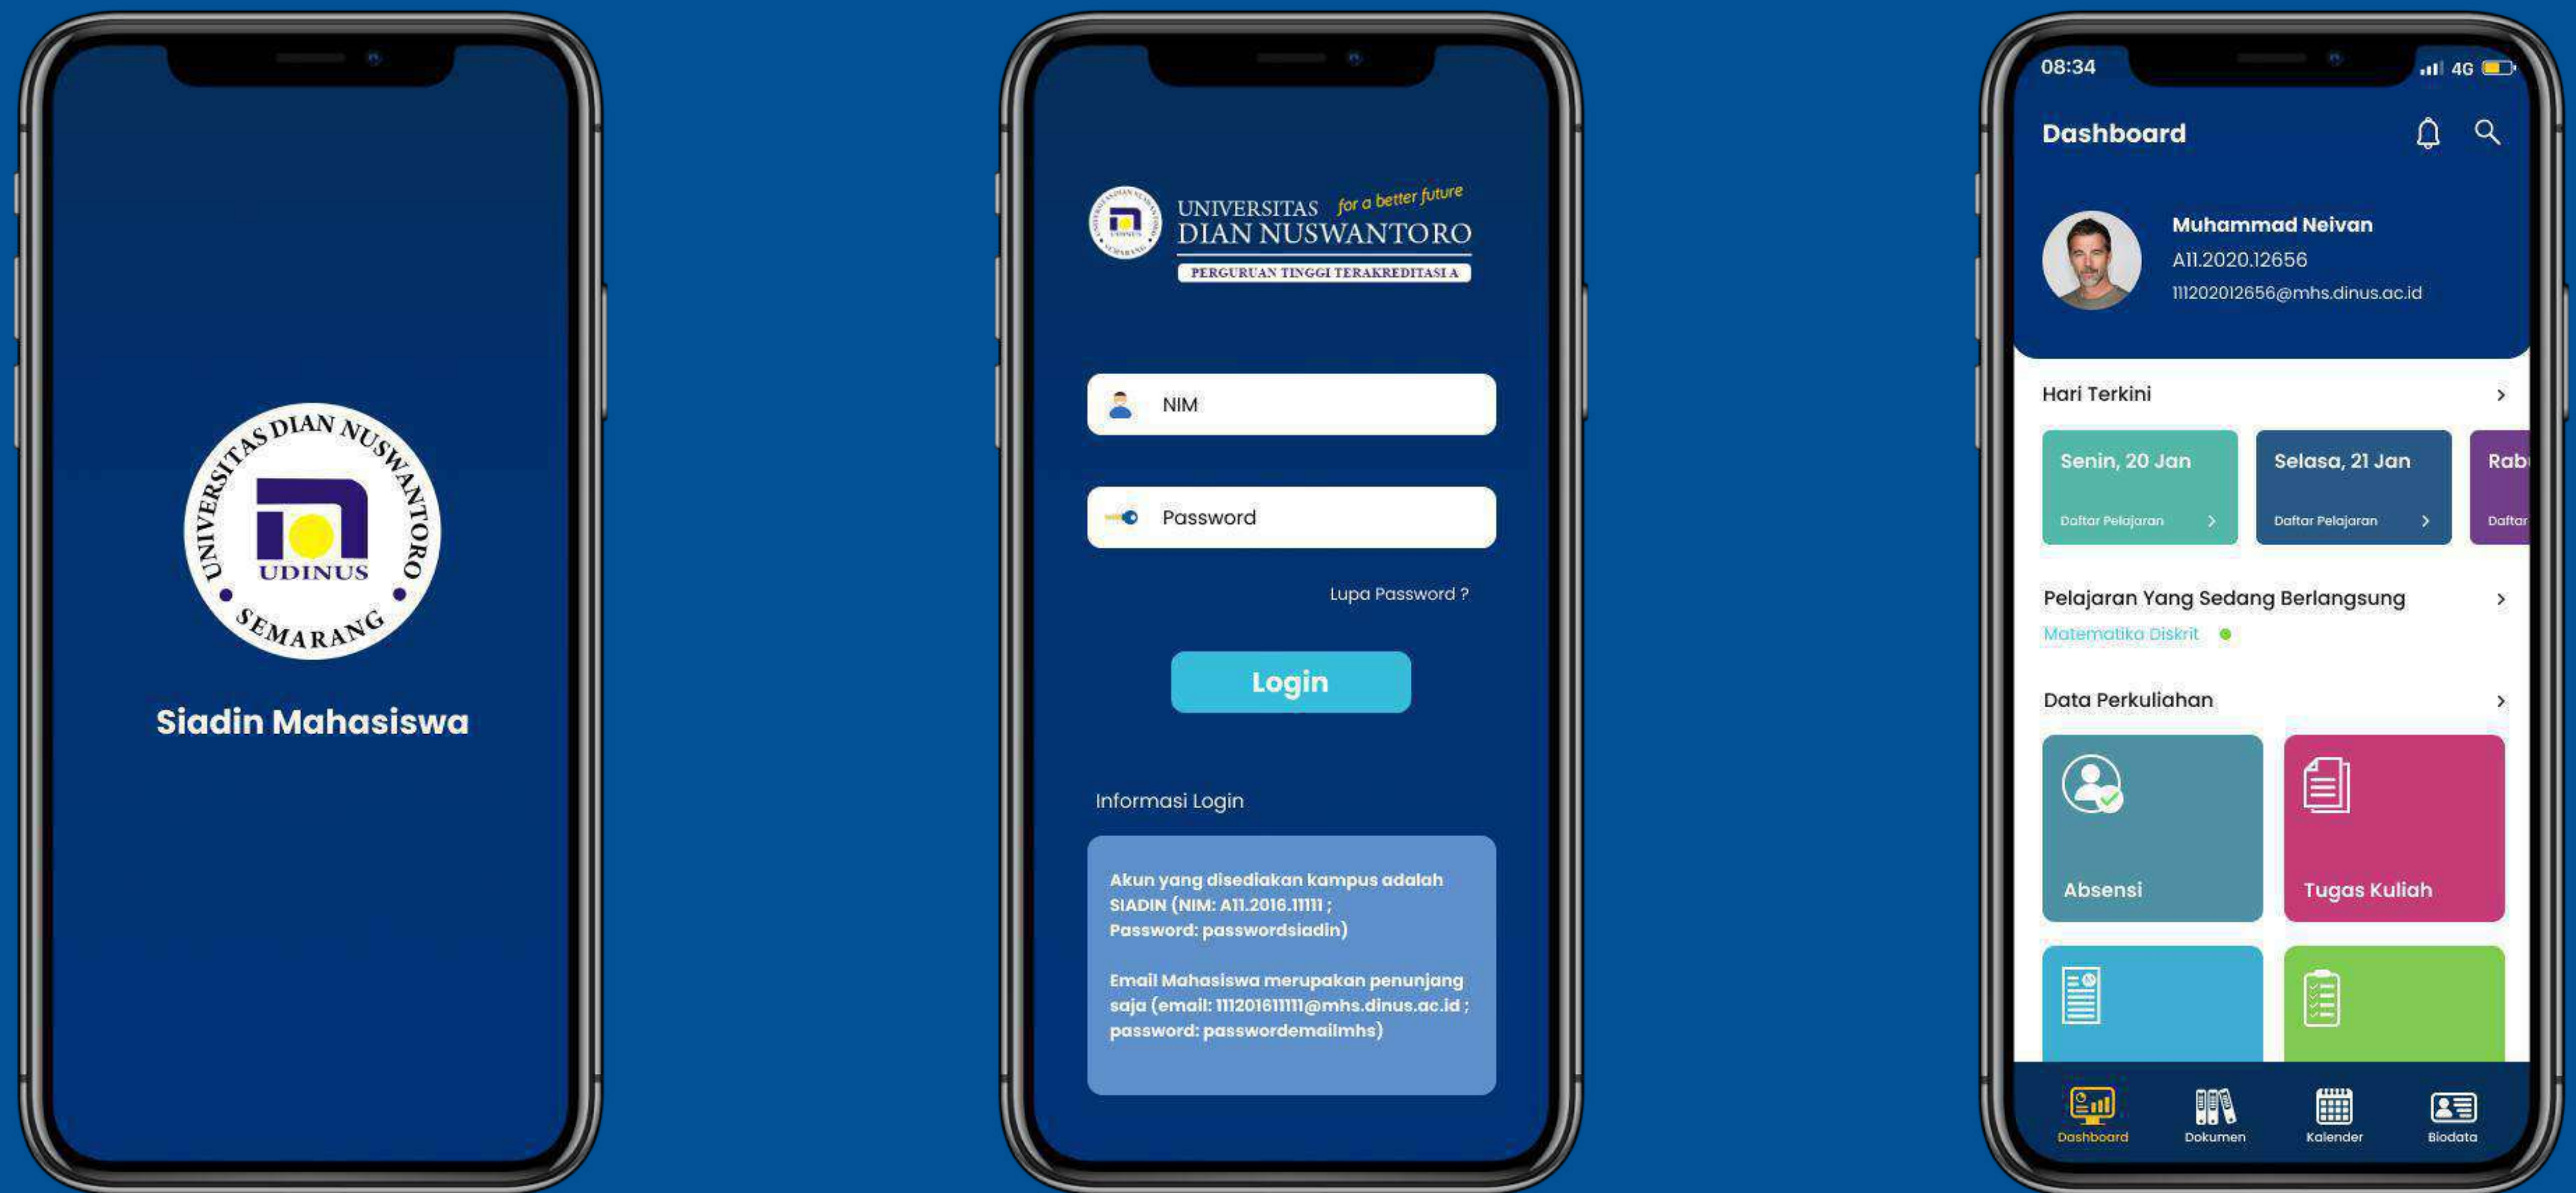 UNIVERSITAS DIAN NUSWANTORO
UDINUS
SEMARANG
Siadin Mahasiswa
UNIVERSITAS for a better future
DIAN NUSWANTORO
PERGURUAN TINGGI TERAKREDITASI A
NIM
Password
Lupa Password ?
Login
Informasi Login
Akun yang disediakan kampus adalah
SIADIN (NIM: A11.2016.11111 ;
Password: passwordsiadin)
Email Mahasiswa merupakan penunjang
saja (email: 111201611111@mhs.dinus.ac.id ;
password: passwordemailmhs)
08:34
4G
Dashboard
Muhammad Neivan
A11.2020.12656
111202012656@mhs.dinus.ac.id
Hari Terkini
Senin, 20 Jan
Daftar Pelajaran
Selasa, 21 Jan
Daftar Pelajaran
Rab
Daftar
Pelajaran Yang Sedang Berlangsung
Matematika Diskrit
Data Perkuliahan
Absensi
Tugas Kuliah
Dashboard
Dokumen
Kalender
Biodata